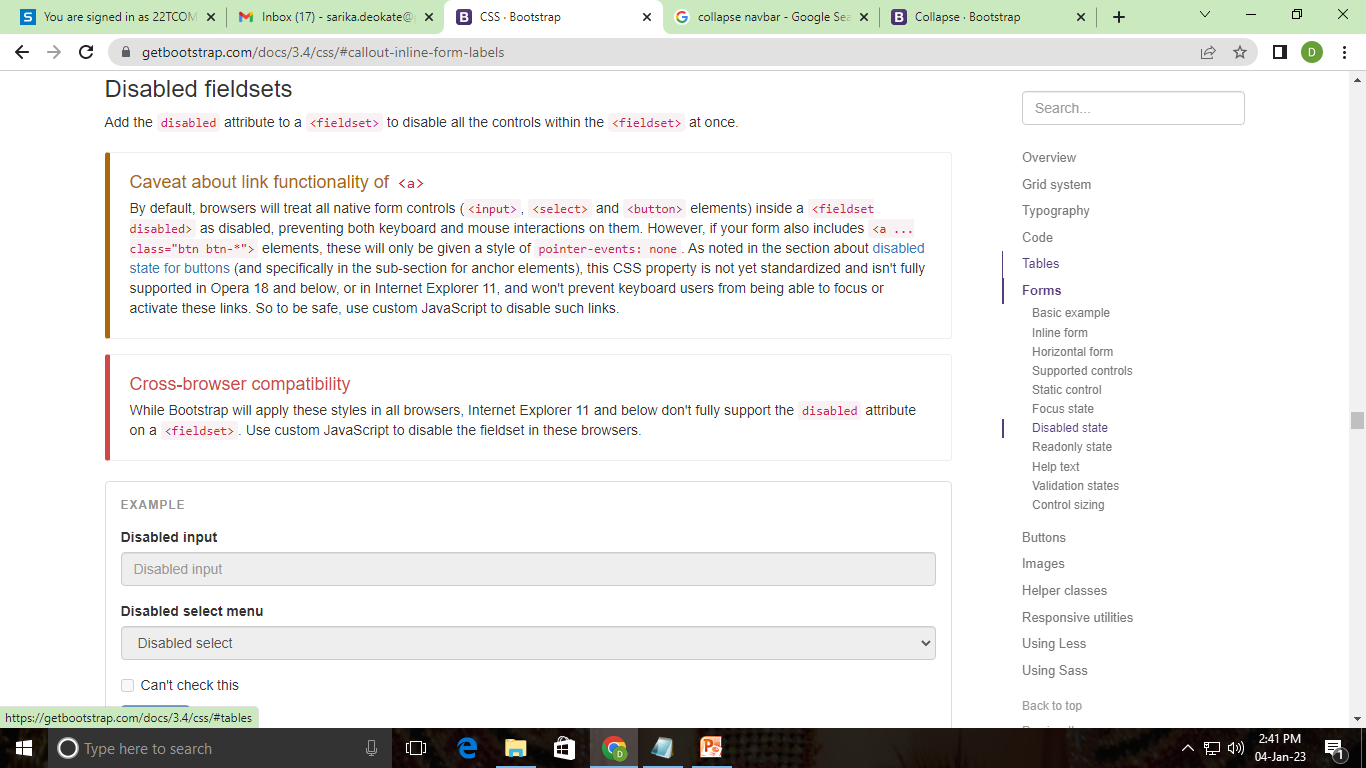 You are signed in as 22TCOM
Inbox (17) - sarika.deokate@
CSS · Bootstrap
collapse navbar - Google Sea
Collapse · Bootstrap
getbootstrap.com/docs/3.4/css/#callout-inline-form-labels
D
Disabled fieldsets
Add the disabled attribute to a <fieldset> to disable all the controls within the <fieldset> at once.
Caveat about link functionality of <a>
By default, browsers will treat all native form controls ( <input> , <select> and <button> elements) inside a <fieldset
disabled> as disabled, preventing both keyboard and mouse interactions on them. However, if your form also includes <a ...
class="btn btn-*"> elements, these will only be given a style of pointer-events: none . As noted in the section about disabled
state for buttons (and specifically in the sub-section for anchor elements), this CSS property is not yet standardized and isn't fully
supported in Opera 18 and below, or in Internet Explorer 11, and won't prevent keyboard users from being able to focus or
activate these links. So to be safe, use custom JavaScript to disable such links.
Cross-browser compatibility
While Bootstrap will apply these styles in all browsers, Internet Explorer 11 and below don't fully support the disabled attribute
on a <fieldset> . Use custom JavaScript to disable the fieldset in these browsers.
EXAMPLE
Disabled input
Disabled input
Disabled select menu
Disabled select
Can't check this
Search...
Overview
Grid system
Typography
Code
Tables
Forms
Basic example
Inline form
Horizontal form
Supported controls
Static control
Focus state
Disabled state
Readonly state
Help text
Validation states
Control sizing
Buttons
Images
Helper classes
Responsive utilities
Using Less
Using Sass
Back to top
https://getbootstrap.com/docs/3.4/css/#tables
Type here to search
2:41 PM
04-Jan-23
1